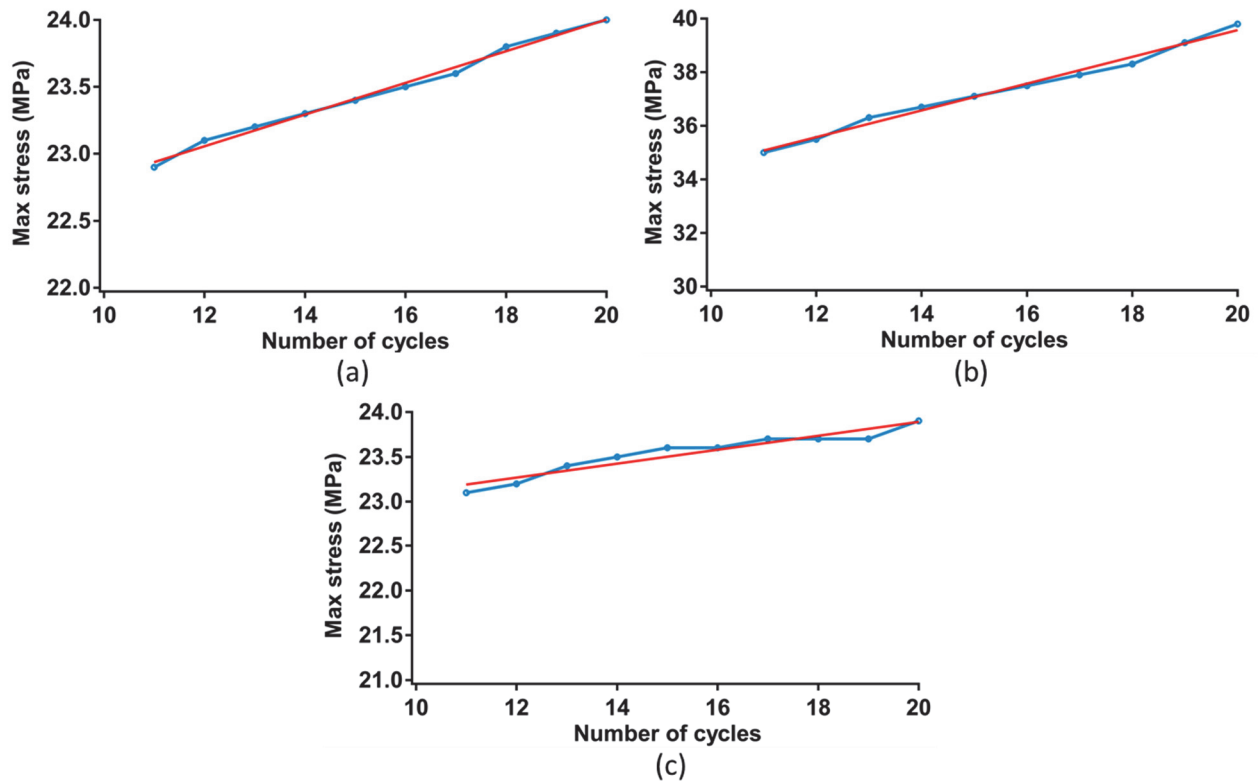 24.0
23.5
23.0
22.5
22.0
Max stress (MPa)
10 12 14 16 18 20
Number of cycles
(a)
40
38
36
34
32
30
Max stress (MPa)
10 12 14 16 18 20
Number of cycles
(b)
24.0
23.5
23.0
22.5
22.0
21.5
21.0
Max stress (MPa)
10 12 14 16 18 20
Number of cycles
(c)